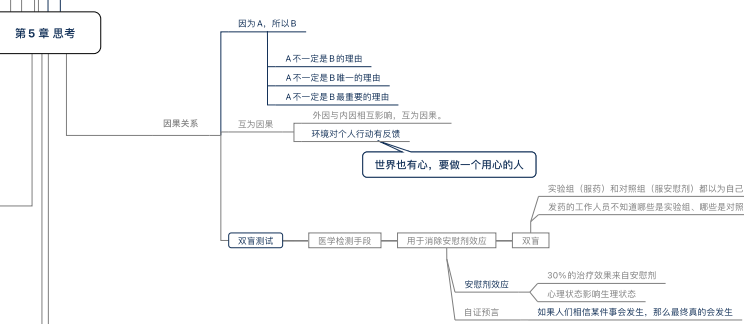 因为A，所以B
第5章 思考
A不一定是B的理由
A不一定是B唯一的理由
A不一定是B最重要的理由
因果关系
互为因果
外因与内因相互影响，互为因果。
环境对个人行动有反馈
世界也有心，要做一个用心的人
实验组（服药）和对照组（服安慰剂）都以为自己
发药的工作人员不知道哪些是实验组、哪些是对照
双盲测试
医学检测手段
用于消除安慰剂效应
双盲
安慰剂效应
30%的治疗效果来自安慰剂
心理状态影响生理状态
自证预言
如果人们相信某件事会发生，那么最终真的会发生